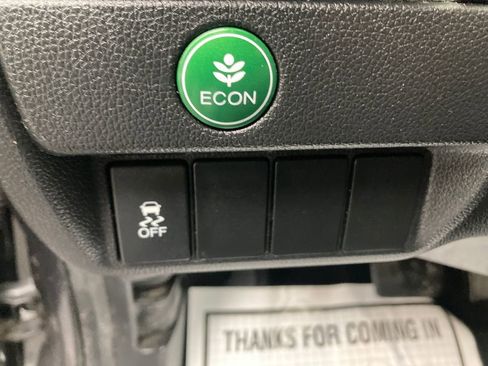 ECON
OFF
THANKS FOR COMING IN